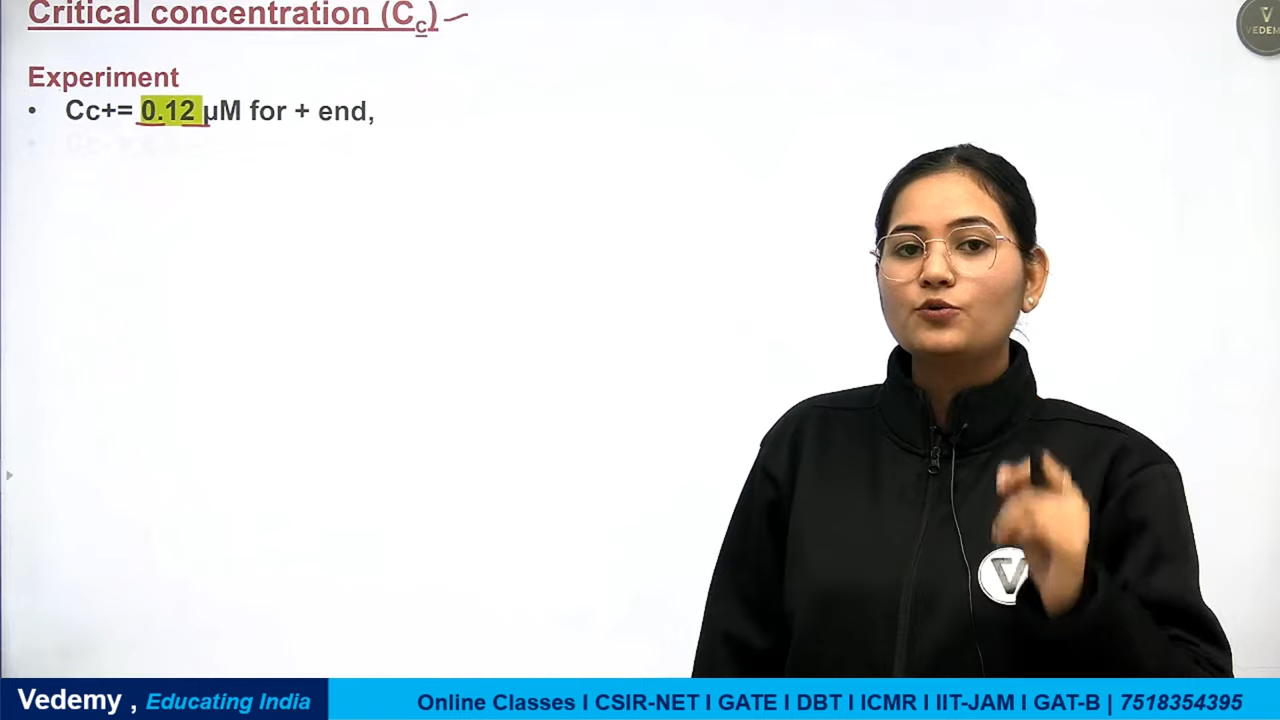 Critical concentration (Cc)
VEDEM
Experiment
• Cc+= 0.12 µM for + end,
V
Vedemy , Educating India
Online Classes I CSIR-NET I GATE I DBT I ICMR I IIT-JAM I GAT-B | 7518354395